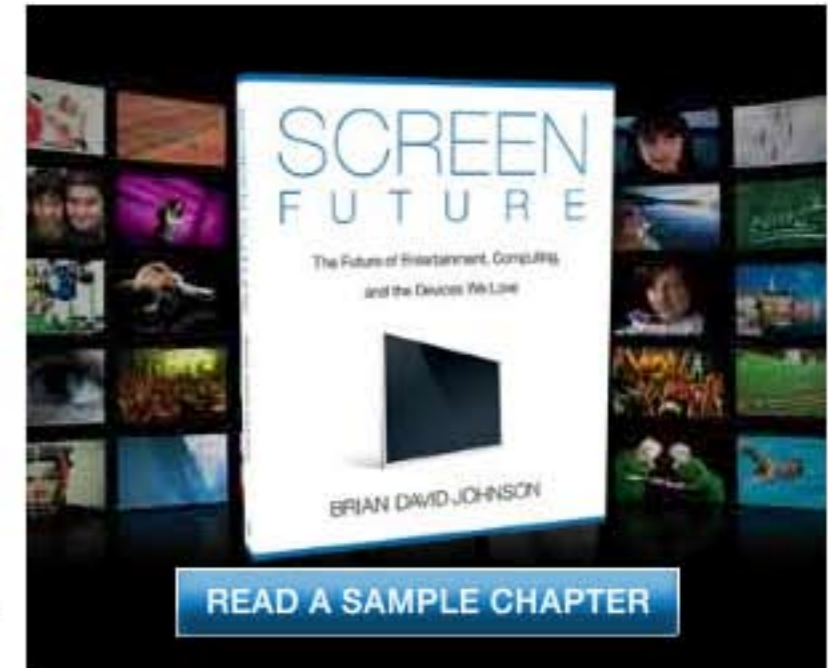 SCREEN
FUTURE
The Future of Entertainment, Computing,
and the Devices We Love
BRIAN DAVID JOHNSON
READ A SAMPLE CHAPTER